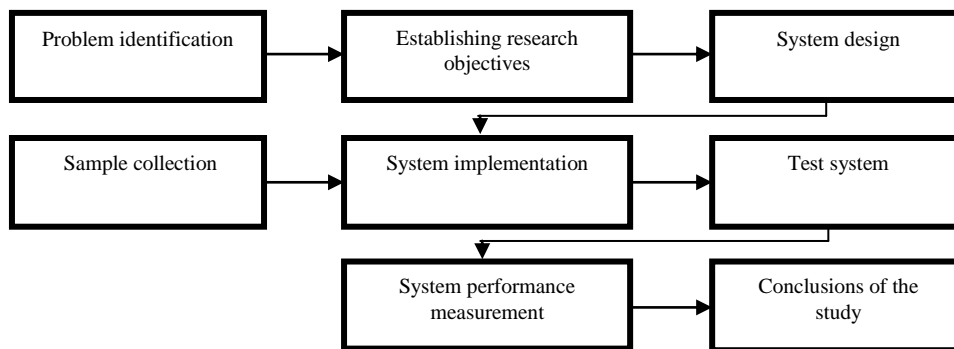 Problem identification
Establishing research
objectives
System design
Sample collection
System implementation
Test system
System performance
measurement
Conclusions of the
study